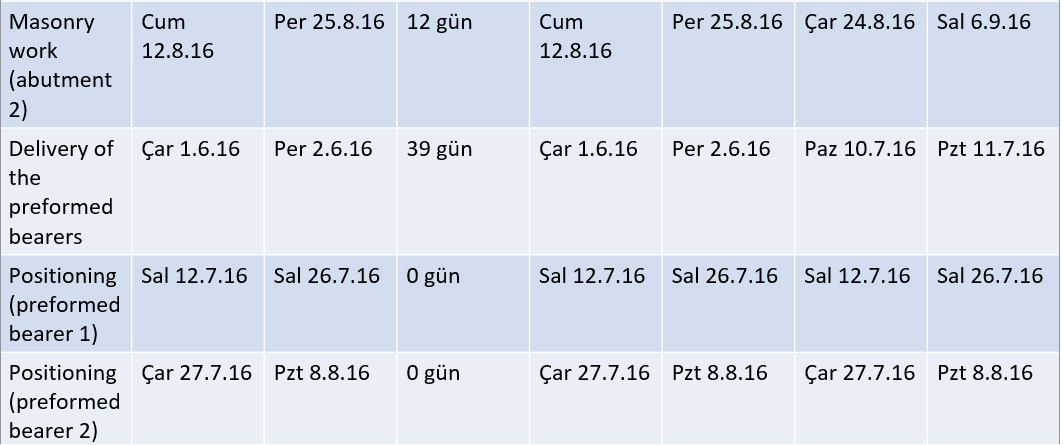 Masonry work (abutment 2) Cum 12.8.16 Per 25.8.16 12 gün Cum 12.8.16 Per 25.8.16 Çar 24.8.16 Sal 6.9.16
Delivery of the preformed bearers Çar 1.6.16 Per 2.6.16 39 gün Çar 1.6.16 Per 2.6.16 Paz 10.7.16 Pzt 11.7.16
Positioning (preformed bearer 1) Sal 12.7.16 Sal 26.7.16 0 gün Sal 12.7.16 Sal 26.7.16 Sal 12.7.16 Sal 26.7.16
Positioning (preformed bearer 2) Çar 27.7.16 Pzt 8.8.16 0 gün Çar 27.7.16 Pzt 8.8.16 Çar 27.7.16 Pzt 8.8.16